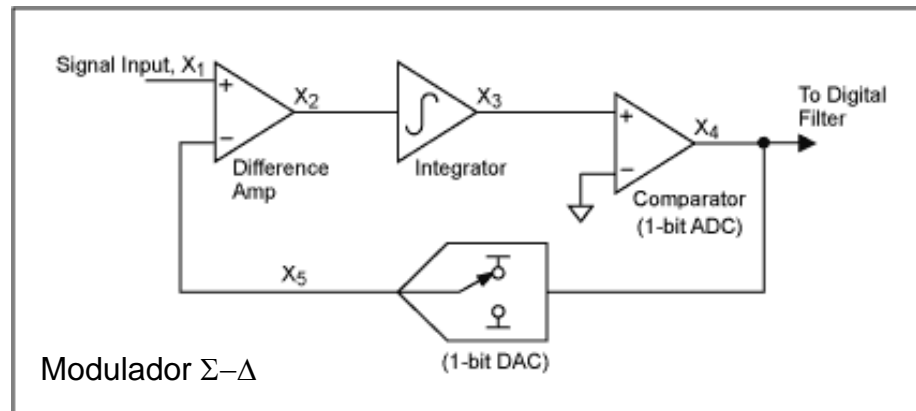 Signal Input, X1
+
X2
−
Difference
Amp
X3
Integrator
+
−
X4
Comparator
(1-bit ADC)
To Digital
Filter
X5
(1-bit DAC)
Modulador Σ–Δ